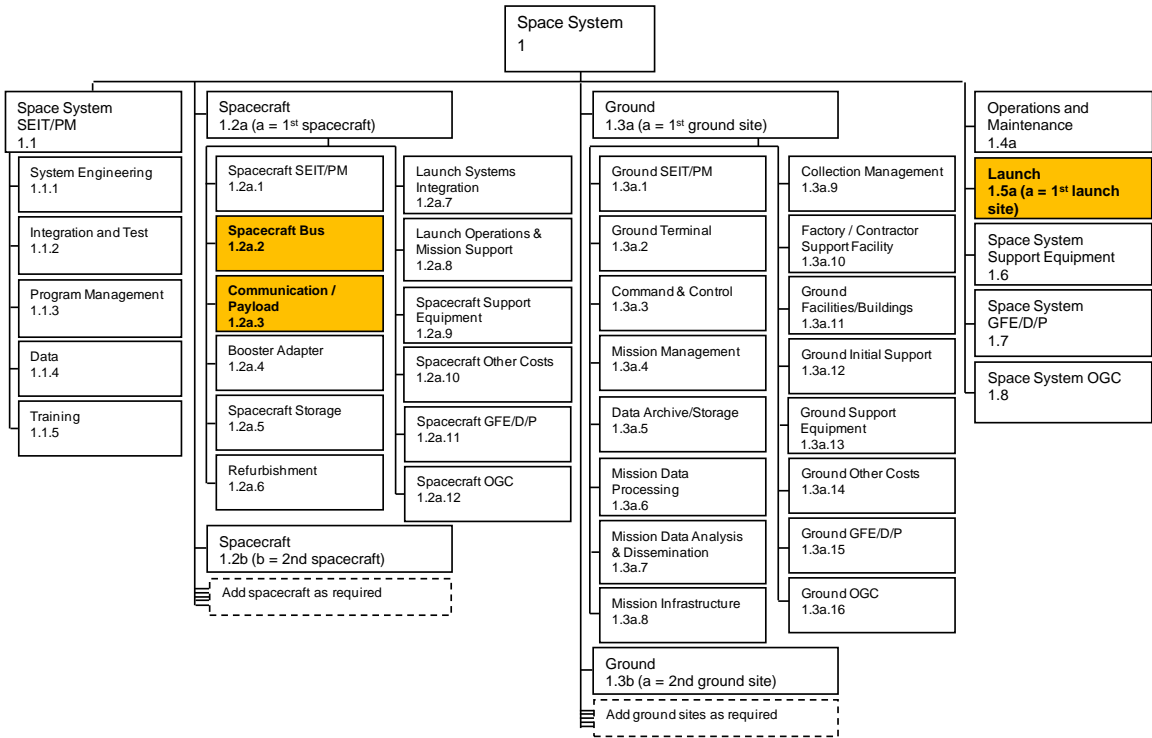 Space System
1
Space System
SEIT/PM
1.1
System Engineering
1.1.1
Integration and Test
1.1.2
Program Management
1.1.3
Data
1.1.4
Training
1.1.5
Spacecraft
1.2a (a = 1st spacecraft)
Spacecraft SEIT/PM
1.2a.1
Spacecraft Bus
1.2a.2
Communication /
Payload
1.2a.3
Booster Adapter
1.2a.4
Spacecraft Storage
1.2a.5
Refurbishment
1.2a.6
Launch Systems
Integration
1.2a.7
Launch Operations &
Mission Support
1.2a.8
Spacecraft Support
Equipment
1.2a.9
Spacecraft Other Costs
1.2a.10
Spacecraft GFE/D/P
1.2a.11
Spacecraft OGC
1.2a.12
Spacecraft
1.2b (b = 2nd spacecraft)
Add spacecraft as required
Ground
1.3a (a = 1st ground site)
Ground SEIT/PM
1.3a.1
Ground Terminal
1.3a.2
Command & Control
1.3a.3
Mission Management
1.3a.4
Data Archive/Storage
1.3a.5
Mission Data
Processing
1.3a.6
Mission Data Analysis
& Dissemination
1.3a.7
Mission Infrastructure
1.3a.8
Collection Management
1.3a.9
Factory / Contractor
Support Facility
1.3a.10
Ground
Facilities/Buildings
1.3a.11
Ground Initial Support
1.3a.12
Ground Support
Equipment
1.3a.13
Ground Other Costs
1.3a.14
Ground GFE/D/P
1.3a.15
Ground OGC
1.3a.16
Ground
1.3b (a = 2nd ground site)
Add ground sites as required
Operations and
Maintenance
1.4a
Launch
1.5a (a = 1st launch
site)
Space System
Support Equipment
1.6
Space System
GFE/D/P
1.7
Space System OGC
1.8